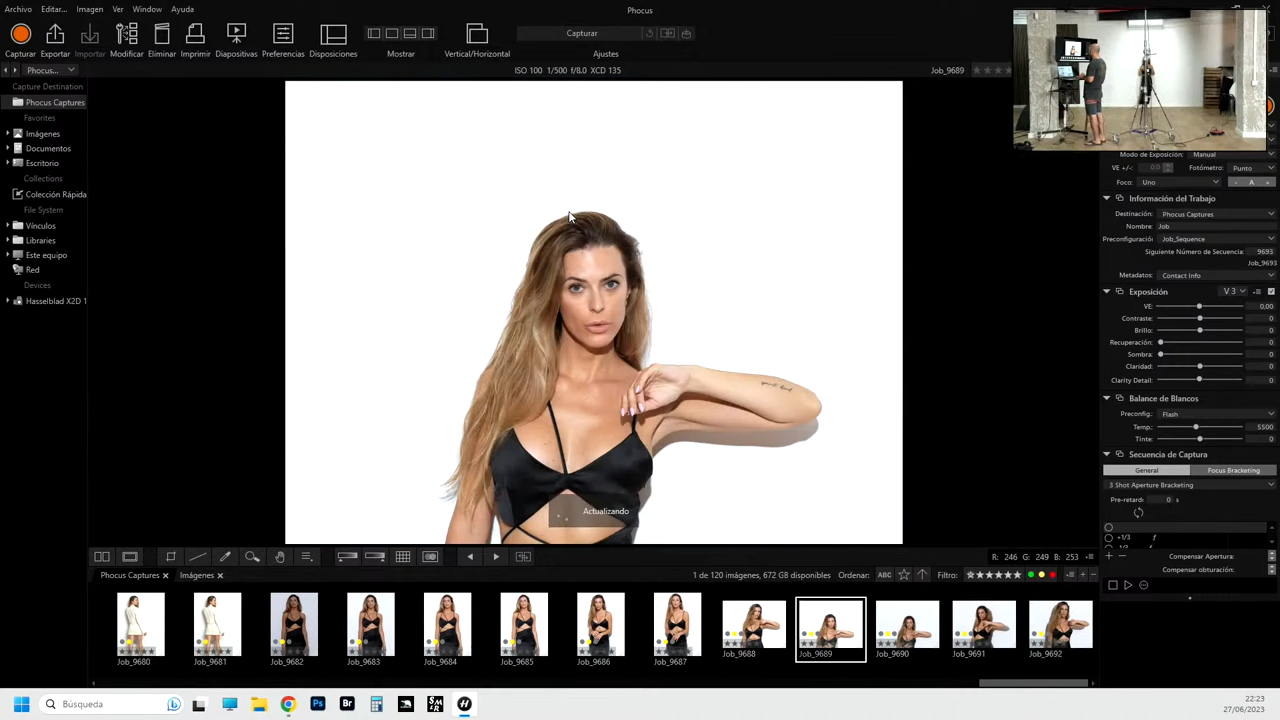 Archivo Editar... Imagen Ver Window Ayuda
Phocus
Capturar Exportar Importar Modificar Eliminar Imprimir Diapositivas Preferencias Disposiciones Mostrar Vertical/Horizontal Capturar Ajustes
Phocus... ISO 100 1/500 f/8.0 XCD 135 Job_9689
Capture Destination
Phocus Captures
Favorites
Imágenes
Documentos
Escritorio
Collections
Colección Rápida
File System
Vínculos
Libraries
Este equipo
Red
Devices
Hasselblad X2D 1
Actualizando
Modo de Exposición: Manual
VE +/-: 0.0 Fotómetro: Punto
Foco: Uno - A +
Información del Trabajo
Destinación: Phocus Captures
Nombre: Job
Preconfiguració Job_Sequence
Siguiente Número de Secuencia: 9693
Job_9693
Metadatos: Contact Info
Exposición V 3
VE: 0,00
Contraste: 0
Brillo: 0
Recuperación: 0
Sombra: 0
Claridad: 0
Clarity Detail: 0
Balance de Blancos
Preconfig.: Flash
Temp.: 5500
Tinte: 0
Secuencia de Captura
General Focus Bracketing
3 Shot Aperture Bracketing
Pre-retardo 0 s
+1/3 f
Compensar Apertura:
Compensar obturación:
R: 246 G: 249 B: 253
Phocus Captures Imágenes 1 de 120 imágenes, 672 GB disponibles Ordenar: ABC Filtro:
Job_9680 Job_9681 Job_9682 Job_9683 Job_9684 Job_9685 Job_9686 Job_9687 Job_9688 Job_9689 Job_9690 Job_9691 Job_9692
Búsqueda Ps Br
22:23
27/06/2023